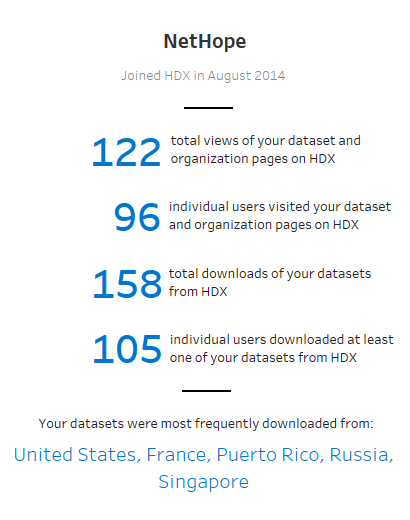 NetHope
Joined HDX in August 2014
122 total views of your dataset and
organization pages on HDX
96 individual users visited your dataset
and organization pages on HDX
158 total downloads of your datasets
from HDX
105 individual users downloaded at least
one of your datasets from HDX
Your datasets were most frequently downloaded from:
United States, France, Puerto Rico, Russia,
Singapore